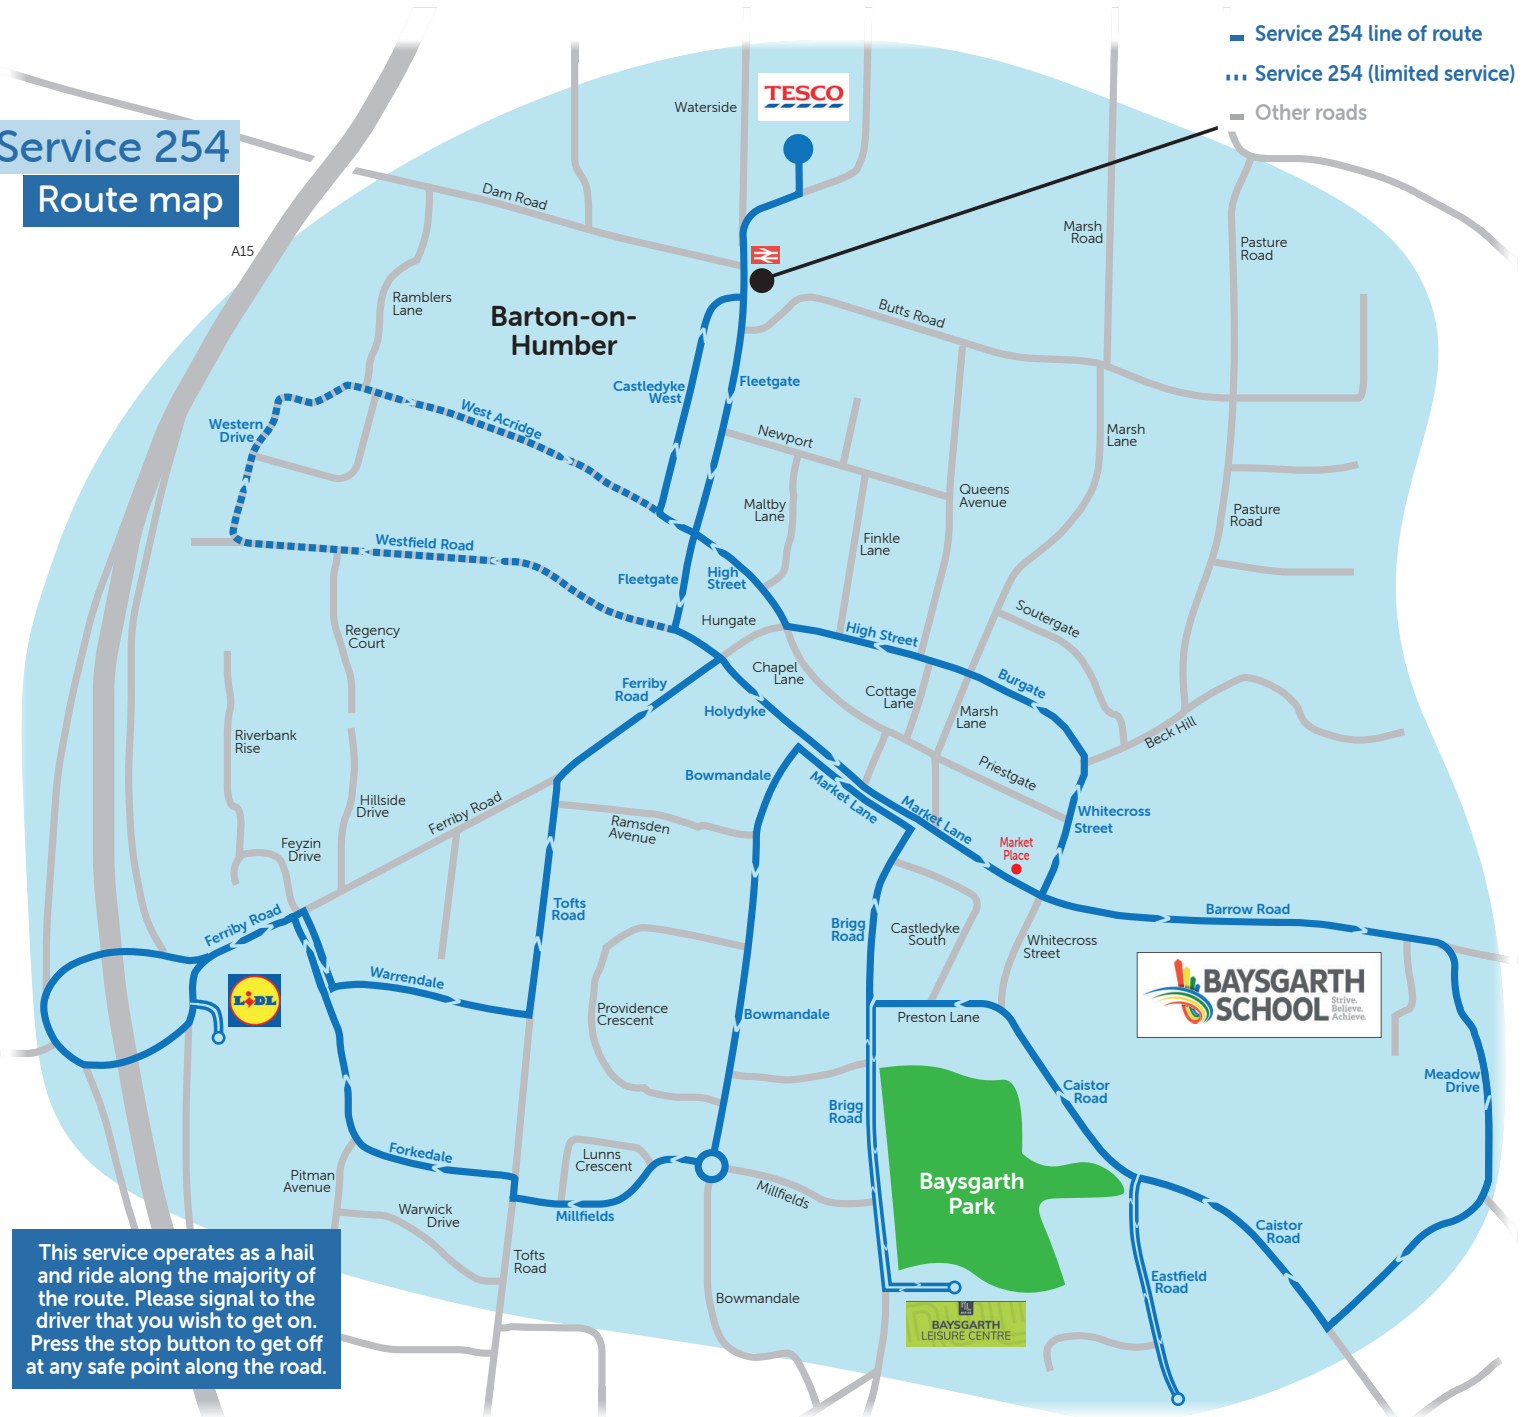 Service 254 line of route
Service 254 (limited service)
Other roads
Service 254
Route map
TESCO
Waterside
Dam Road
A15
Marsh
Road
Pasture
Road
Ramblers
Lane
Barton-on-
Humber
Butts Road
Castledyke
West
Fleetgate
Western
Drive
West Acridge
Newport
Marsh
Lane
Maltby
Lane
Queens
Avenue
Pasture
Road
Finkle
Lane
Westfield Road
Fleetgate
High
Street
Hungate
Regency
Court
Soutergate
High Street
Chapel
Lane
Ferriby
Road
Burgate
Cottage
Lane
Marsh
Lane
Holydyke
Riverbank
Rise
Beck Hill
Bowmandale
Priestgate
Market Lane
Market Lane
Hillside
Drive
Ferriby Road
Ramsden
Avenue
Whitecross
Street
Feyzin
Drive
Market
Place
Tofts
Road
Barrow Road
Ferriby Road
Brigg
Road
Castledyke
South
Whitecross
Street
Warrendale
LIDL
BAYSGARTH
SCHOOL
Strive.
Believe.
Achieve.
Providence
Crescent
Bowmandale
Preston Lane
Meadow
Drive
Caistor
Road
Brigg
Road
Forkedale
Lunns
Crescent
Pitman
Avenue
Millfields
Baysgarth
Park
Warwick
Drive
Millfields
Caistor
Road
Tofts
Road
Eastfield
Road
Bowmandale
BAYSGARTH
LEISURE CENTRE
This service operates as a hail
and ride along the majority of
the route. Please signal to the
driver that you wish to get on.
Press the stop button to get off
at any safe point along the road.